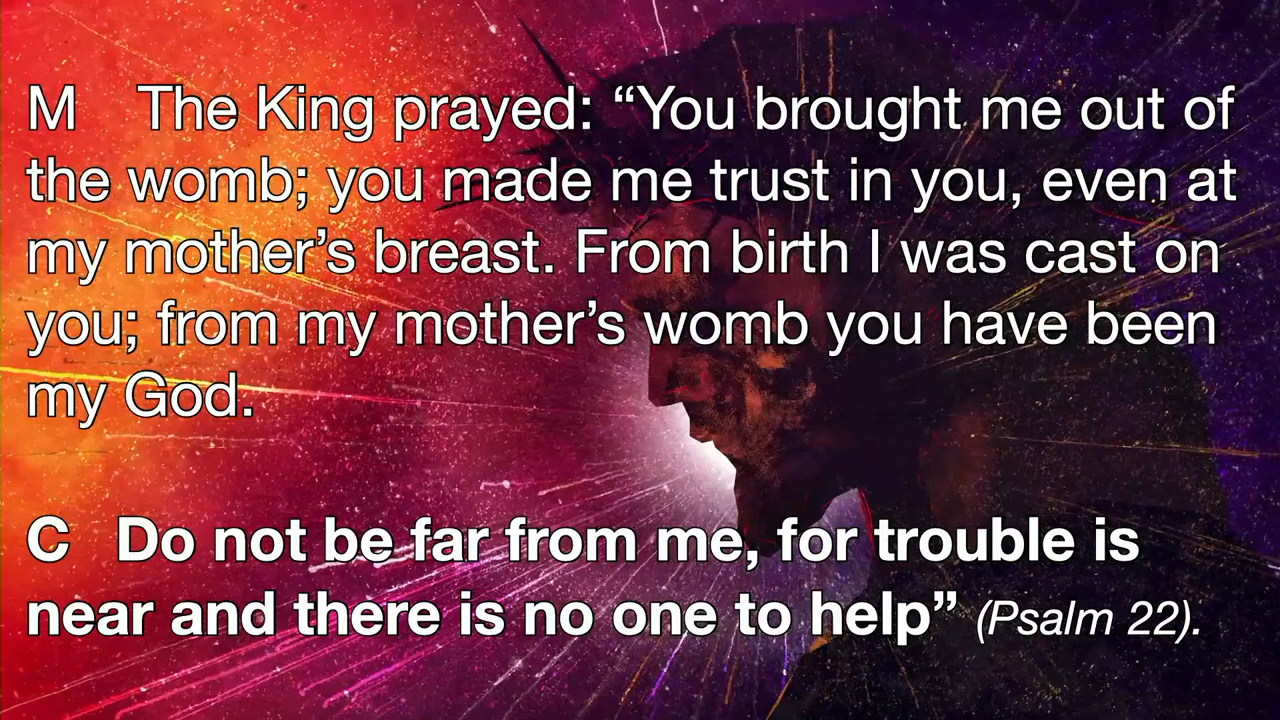 M The King prayed: “You brought me out of
the womb; you made me trust in you, even at
my mother’s breast. From birth I was cast on
you; from my mother’s womb you have been
my God.
C Do not be far from me, for trouble is
near and there is no one to help” (Psalm 22).